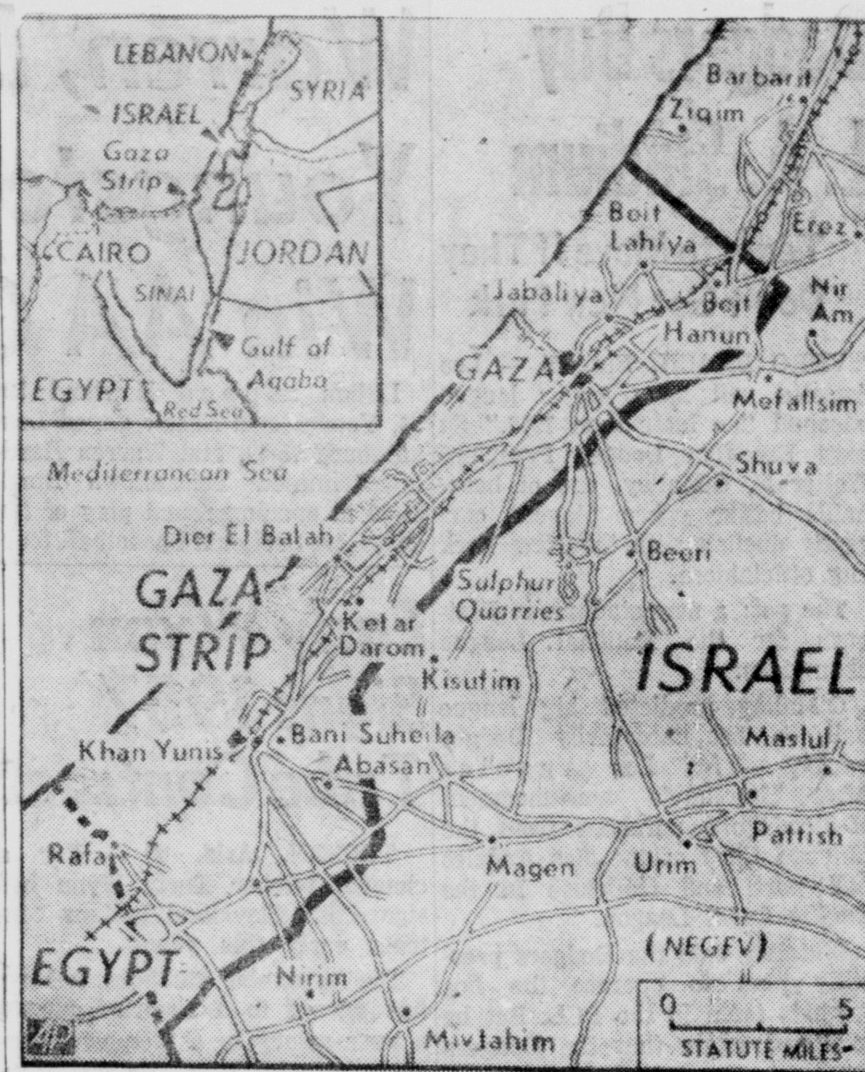 LEBANON
SYRIA
ISRAEL
Gaza
Strip
CAIRO
JORDAN
SINAI
Gulf of
Aqaba
EGYPT
Red Sea
Mediterranean Sea
Barbarit
Ziqim
Beit
Lahiya
Erez
Jabaliya
Beit
Hanun
Nir
Am
GAZA
Mefallsim
Shuva
Dier El Balah
Beeri
Sulphur
Quarries
GAZA
STRIP
Kefar
Darom
Kisufim
ISRAEL
Khan Yunis
Bani Suheila
Abasan
Maslul
Pattish
Rafa
Magen
Urim
EGYPT
(NEGEV)
Nirim
Mivtahim
0 5
STATUTE MILES